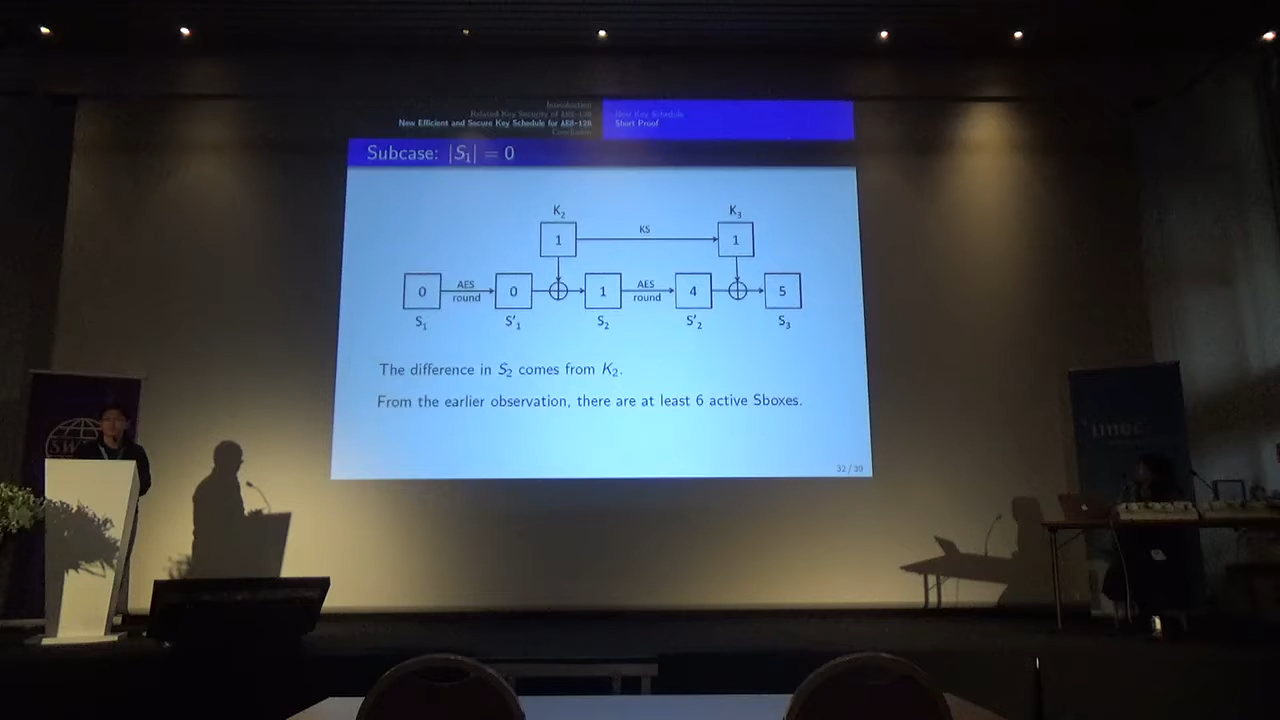 Introduction
Related Key Security of AES-128
New Efficient and Secure Key Schedule for AES-128
Conclusion
New Key Schedule
Short Proof
Subcase: |S₁| = 0
K₂ K₃
1 KS 1
0 AES round 0 1 AES round 4 5
S₁ S'₁ S₂ S'₂ S₃
The difference in S₂ comes from K₂.
From the earlier observation, there are at least 6 active Sboxes.
32 / 39